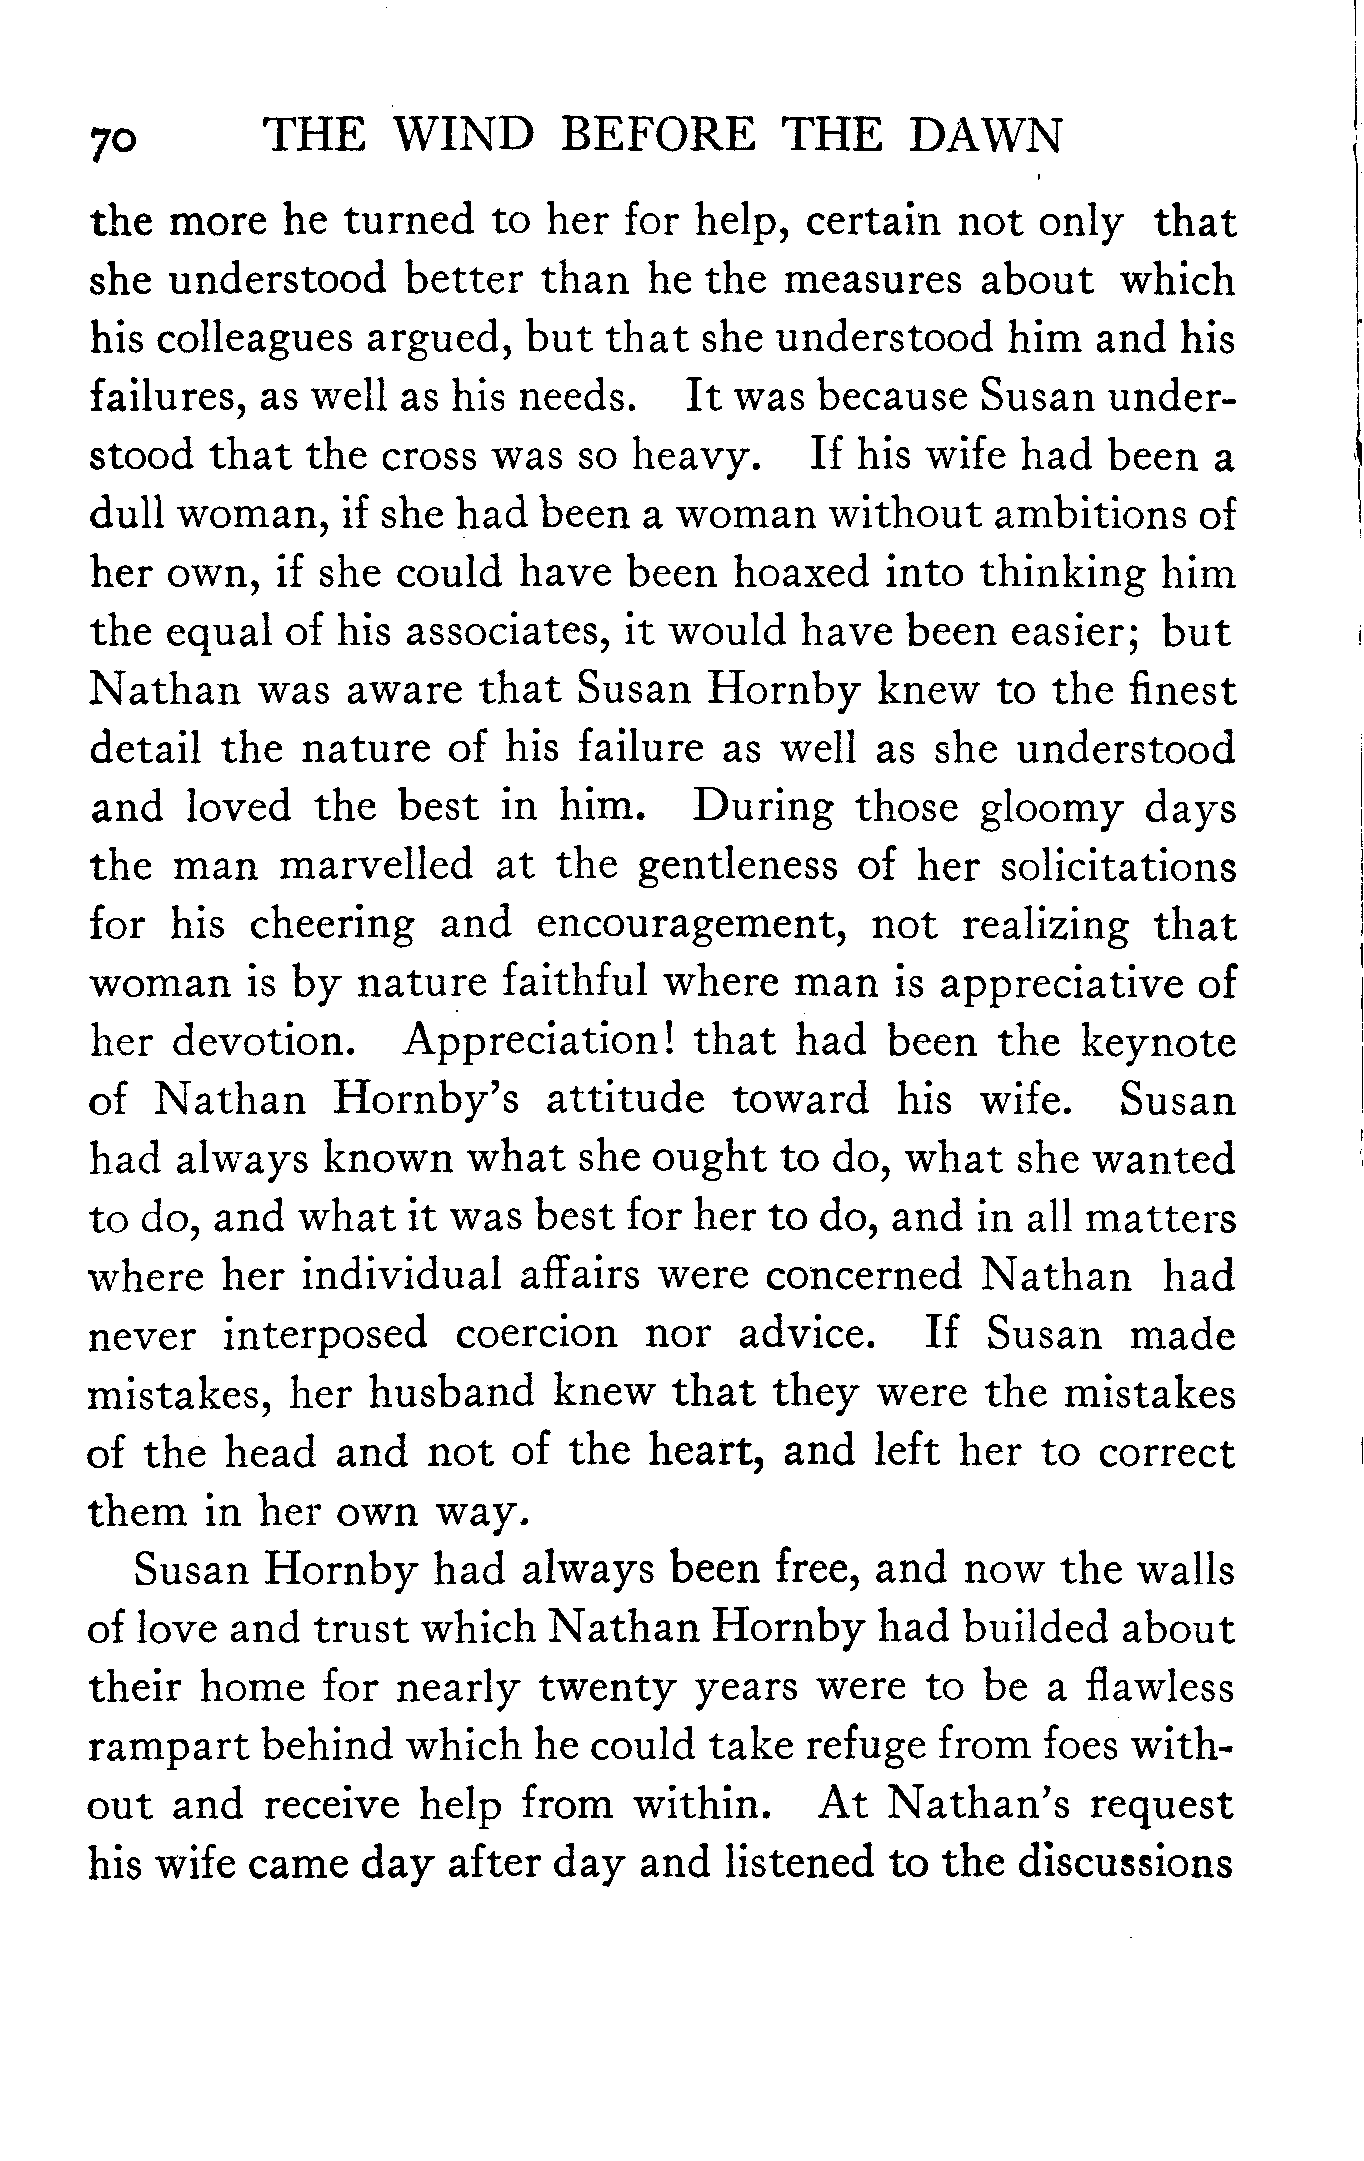 70 THE WIND BEFORE THE DAWN
the more he turned to her for help, certain not only that
she understood better than he the measures about which
his colleagues argued, but that she understood him and his
failures, as well as his needs. It was because Susan under-
stood that the cross was so heavy. If his wife had been a
dull woman, if she had been a woman without ambitions of
her own, if she could have been hoaxed into thinking him
the equal of his associates, it would have been easier; but
Nathan was aware that Susan Hornby knew to the finest
detail the nature of his failure as well as she understood
and loved the best in him. During those gloomy days
the man marvelled at the gentleness of her solicitations
for his cheering and encouragement, not realizing that
woman is by nature faithful where man is appreciative of
her devotion. Appreciation! that had been the keynote
of Nathan Hornby's attitude toward his wife. Susan
had always known what she ought to do, what she wanted
to do, and what it was best for her to do, and in all matters
where her individual affairs were concerned Nathan had
never interposed coercion nor advice. If Susan made
mistakes, her husband knew that they were the mistakes
of the head and not of the heart, and left her to correct
them in her own way.
Susan Hornby had always been free, and now the walls
of love and trust which Nathan Hornby had builded about
their home for nearly twenty years were to be a flawless
rampart behind which he could take refuge from foes with-
out and receive help from within. At Nathan's request
his wife came day after day and listened to the discussions